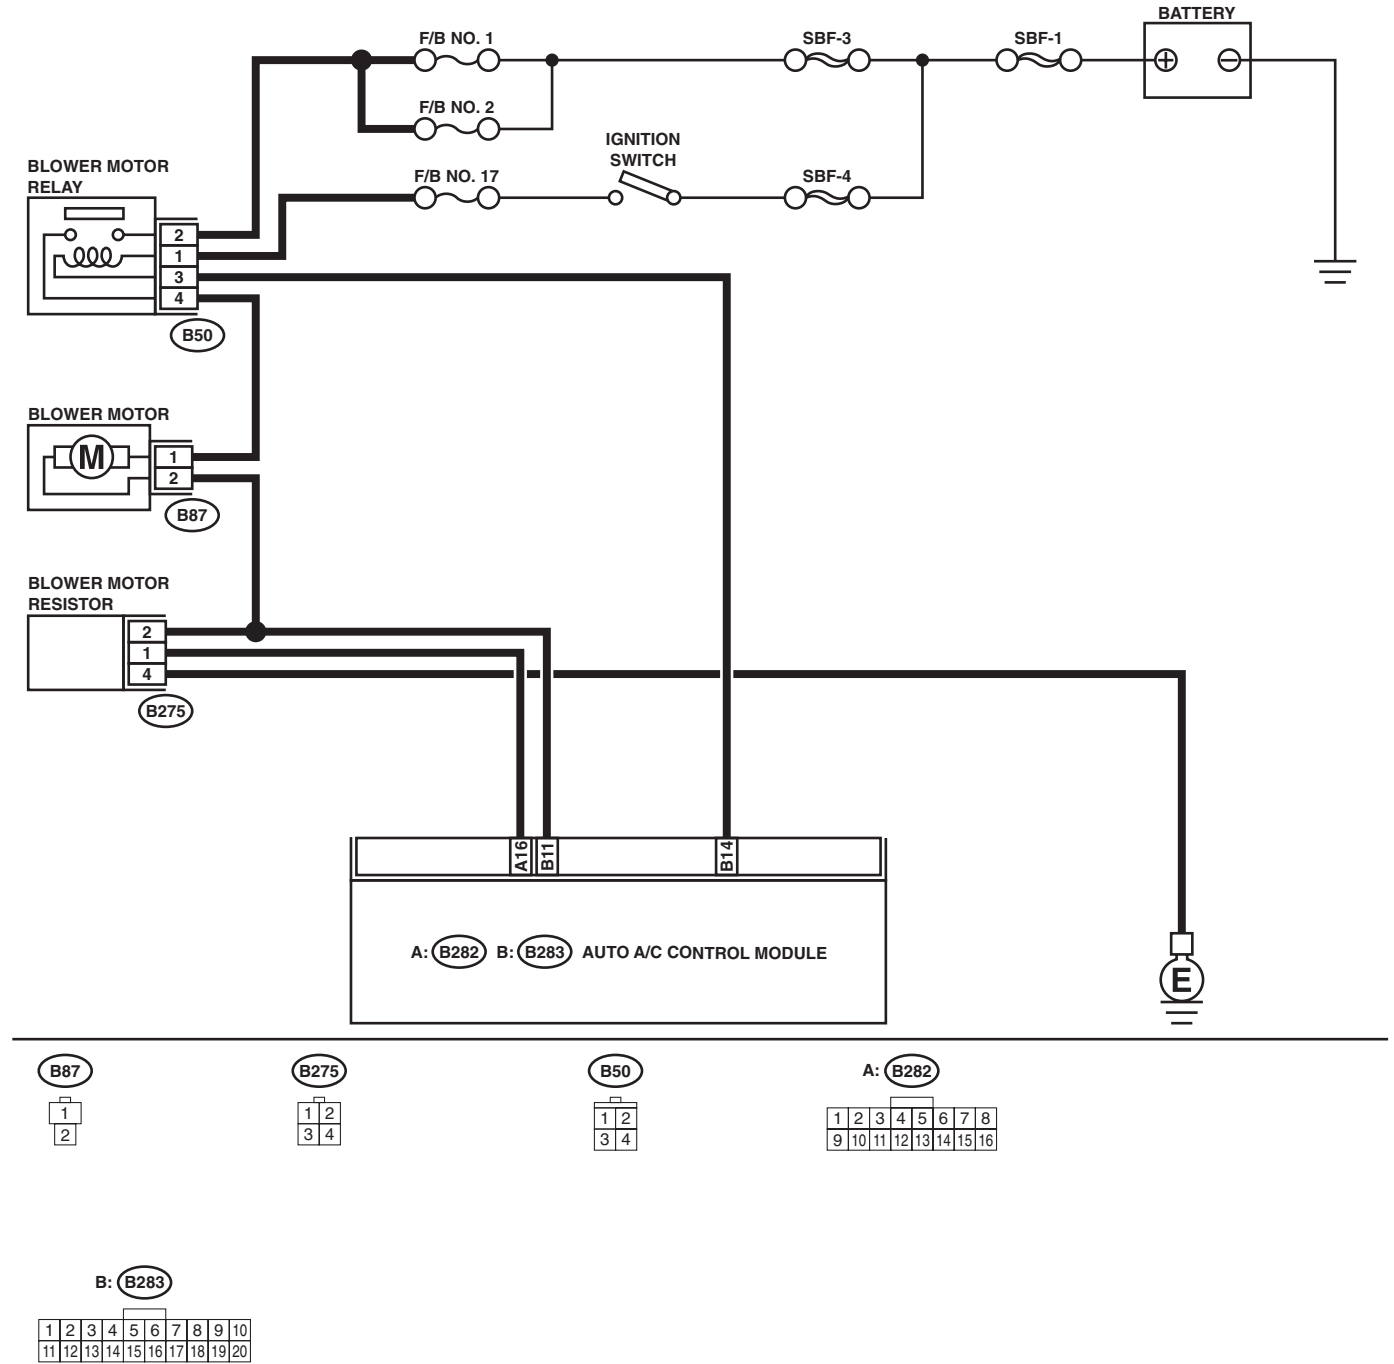 BATTERY
F/B NO. 1
SBF-3
SBF-1
F/B NO. 2
IGNITION
SWITCH
F/B NO. 17
SBF-4
BLOWER MOTOR
RELAY
2
1
3
4
B50
BLOWER MOTOR
M
1
2
B87
BLOWER MOTOR
RESISTOR
2
1
4
B275
A16
B11
B14
A: B282 B: B283 AUTO A/C CONTROL MODULE
E
B87
1
2
B275
1 2
3 4
B50
1 2
3 4
A: B282
1 2 3 4 5 6 7 8
9 10 11 12 13 14 15 16
B: B283
1 2 3 4 5 6 7 8 9 10
11 12 13 14 15 16 17 18 19 20